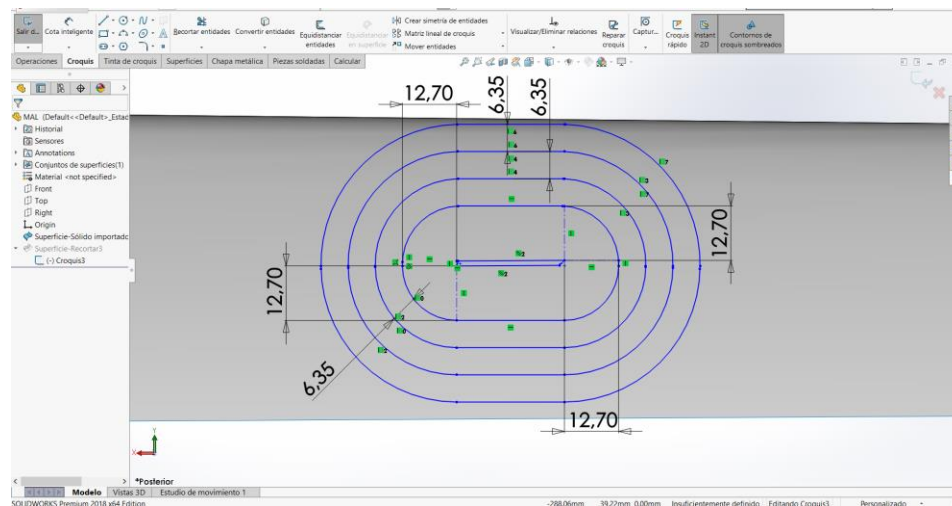 Salir d...
Cota inteligente
Recortar entidades
Convertir entidades
Equidistanciar entidades
Equidistanciar en superficie
Crear simetría de entidades
Matriz lineal de croquis
Mover entidades
Visualizar/Eliminar relaciones
Reparar croquis
Captur...
Croquis rápido
Instant 2D
Contornos de croquis sombreados
Operaciones Croquis Tinta de croquis Superficies Chapa metálica Piezas soldadas Calcular
MAL (Default<<Default>_Estac
Historial
Sensores
Annotations
Conjuntos de superficies(1)
Material <not specified>
Front
Top
Right
Origin
Superficie-Sólido importado
Superficie-Recortar3
(-) Croquis3
12,70
6,35
6,35
12,70
12,70
6,35
12,70
Y
X
*Posterior
Modelo Vistas 3D Estudio de movimiento 1
SOLIDWORKS Premium 2018 x64 Edition
-288.06mm 39.22mm 0.00mm Insuficientemente definido Editando Croquis3 Personalizado